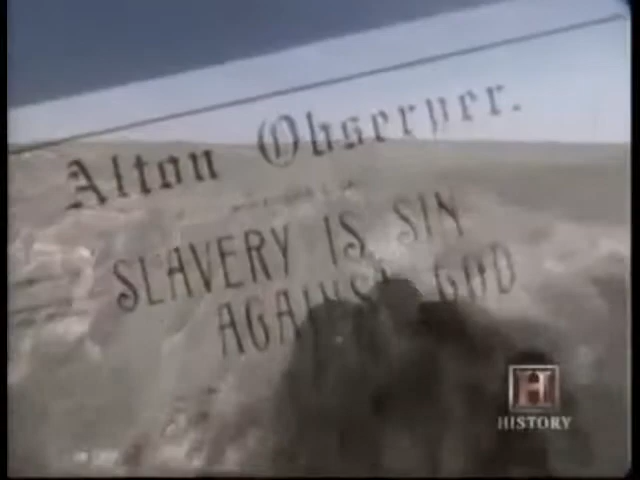 Alton Observer.
SLAVERY IS SIN
AGAINST GOD
H
HISTORY